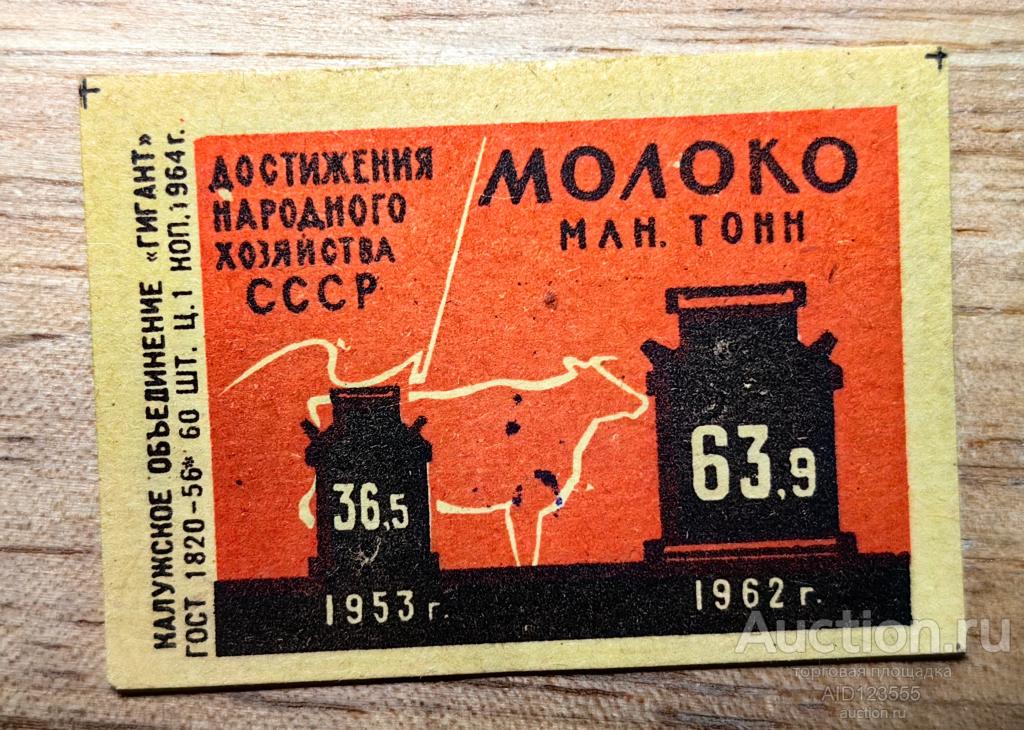 КАЛУЖСКОЕ ОБЪЕДИНЕНИЕ «ГИГАНТ»
ГОСТ 1820-56* 60 ШТ. Ц. 1 КОП. 1964 г.
ДОСТИЖЕНИЯ
НАРОДНОГО
ХОЗЯЙСТВА
СССР
МОЛОКО
МЛН. ТОНН
36,5
63,9
1953 г.
1962 г.
Auction.ru
торговая площадка
AID123555
auction.ru